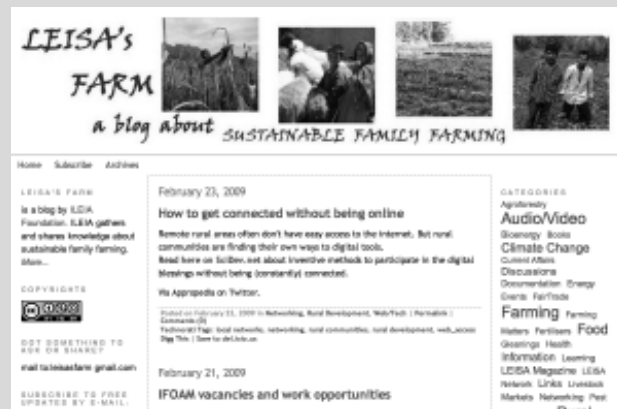 LEISA's
FARM
a blog about SUSTAINABLE FAMILY FARMING
Home Subscribe Archives
LEISA'S FARM
is a blog by ILEIA
Foundation. ILEIA gathers
and shares knowledge about
sustainable family farming.
More...
COPYRIGHTS
GOT SOMETHING TO
ASK OR SHARE?
mail to:leisasfarm gmail.com
SUBSCRIBE TO FREE
UPDATES BY E-MAIL.
February 23, 2009
How to get connected without being online
Remote rural areas often don't have easy access to the internet. But rural
communities are finding their own ways to digital tools.
Read here on SciDev.net about inventive methods to participate in the digital
blessings without being (constantly) connected.
Via Appropedia on Twitter.
Posted on February 23, 2009 in Networking, Rural Development, Web/Tech | Permalink |
Comments (0)
Technorati Tags: local networks, networking, rural communities, rural development, web_access
Digg This | Save to del.icio.us
February 21, 2009
IFOAM vacancies and work opportunities
CATEGORIES
Agroforestry
Audio/Video
Bioenergy Books
Climate Change
Current Affairs
Discussions
Documentation Energy
Events FairTrade
Farming Farming
Matters Fertilisers Food
Gleanings Health
Information Learning
LEISA Magazine LEISA
Network Links Livestock
Markets Networking Pest